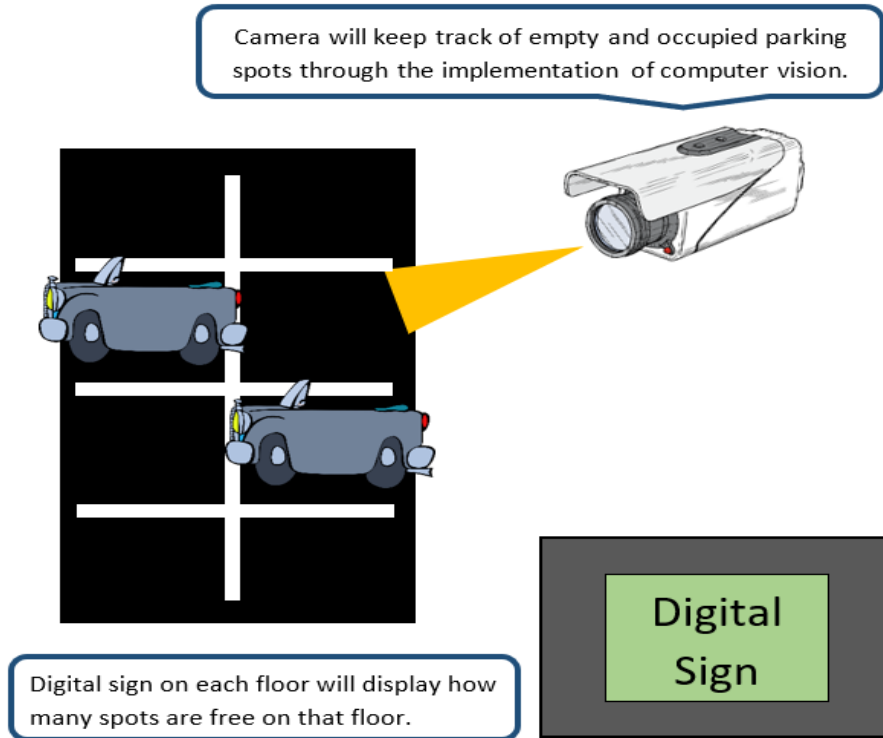 Camera will keep track of empty and occupied parking
spots through the implementation of computer vision.
Digital
Sign
Digital sign on each floor will display how
many spots are free on that floor.